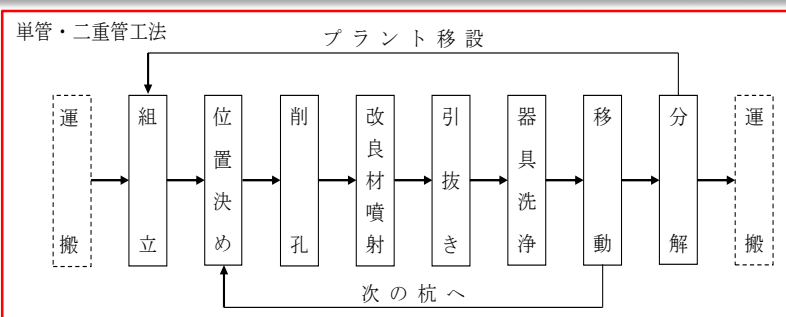 単管・二重管工法
プラント移設
運搬
組立
位置決め
削孔
改良材噴射
引抜き
器具洗浄
移動
分解
運搬
次の杭へ